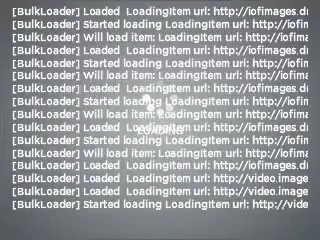 [BulkLoader] Loaded LoadingItem url: http://iofimages.d
[BulkLoader] Started loading LoadingItem url: http://iofin
[BulkLoader] Will load item: LoadingItem url: http://iofima
[BulkLoader] Loaded LoadingItem url: http://iofimages.d
[BulkLoader] Started loading LoadingItem url: http://iofin
[BulkLoader] Will load item: LoadingItem url: http://iofima
[BulkLoader] Loaded LoadingItem url: http://iofimages.d
[BulkLoader] Started loading LoadingItem url: http://iofin
[BulkLoader] Will load item: LoadingItem url: http://iofima
[BulkLoader] Loaded LoadingItem url: http://iofimages.d
LOADING
[BulkLoader] Started loading LoadingItem url: http://iofin
[BulkLoader] Will load item: LoadingItem url: http://iofima
[BulkLoader] Loaded LoadingItem url: http://iofimages.d
[BulkLoader] Loaded LoadingItem url: http://video.image
[BulkLoader] Will load item: LoadingItem url: http://video
[BulkLoader] Started loading LoadingItem url: http://vide